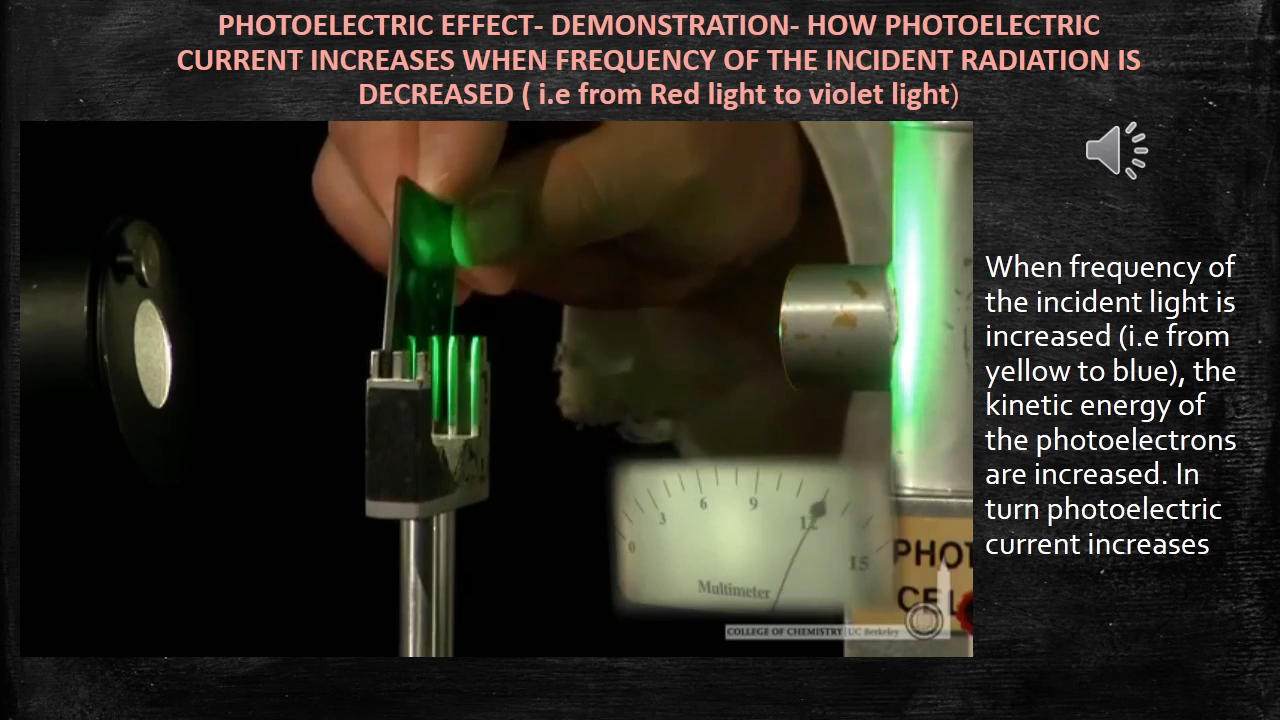 PHOTOELECTRIC EFFECT- DEMONSTRATION- HOW PHOTOELECTRIC
CURRENT INCREASES WHEN FREQUENCY OF THE INCIDENT RADIATION IS
DECREASED ( i.e from Red light to violet light)
When frequency of
the incident light is
increased (i.e from
yellow to blue), the
kinetic energy of
the photoelectrons
are increased. In
turn photoelectric
current increases
0 3 6 9 12 15
Multimeter
PHOT
CEL
COLLEGE OF CHEMISTRY UC Berkeley